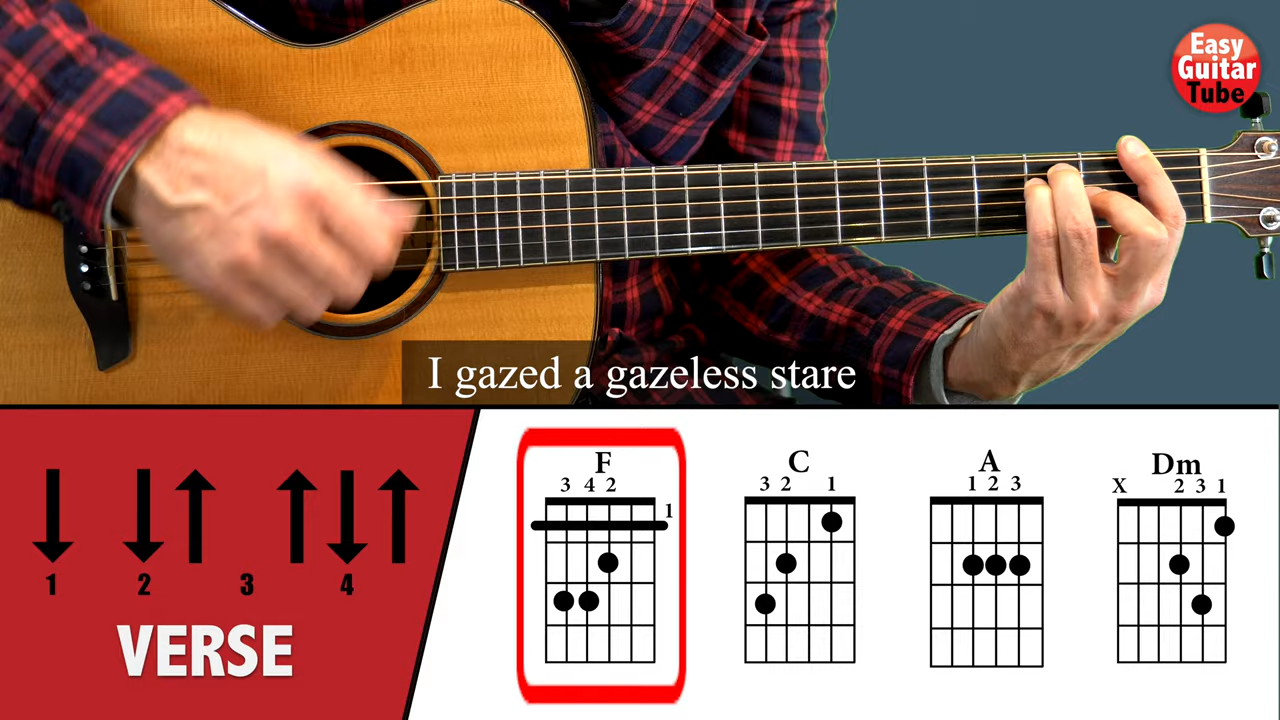 Easy
Guitar
Tube
I gazed a gazeless stare
F
3 4 2
1
C
3 2 1
A
1 2 3
Dm
X 2 3 1
1 2 3 4
VERSE